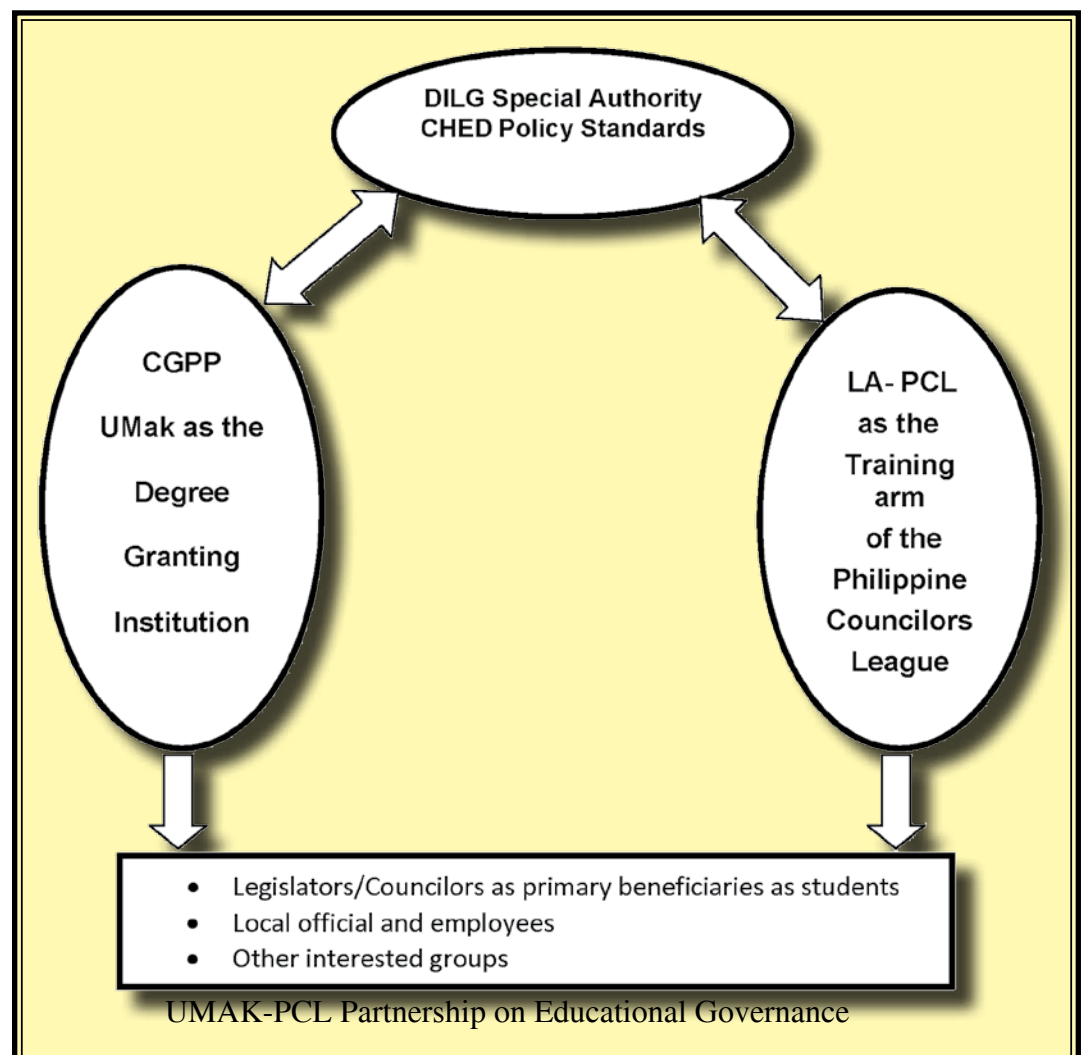 DILG Special Authority
CHED Policy Standards
CGPP
UMak as the
Degree
Granting
Institution
LA- PCL
as the
Training
arm
of the
Philippine
Councilors
League
• Legislators/Councilors as primary beneficiaries as students
• Local official and employees
• Other interested groups
UMAK-PCL Partnership on Educational Governance